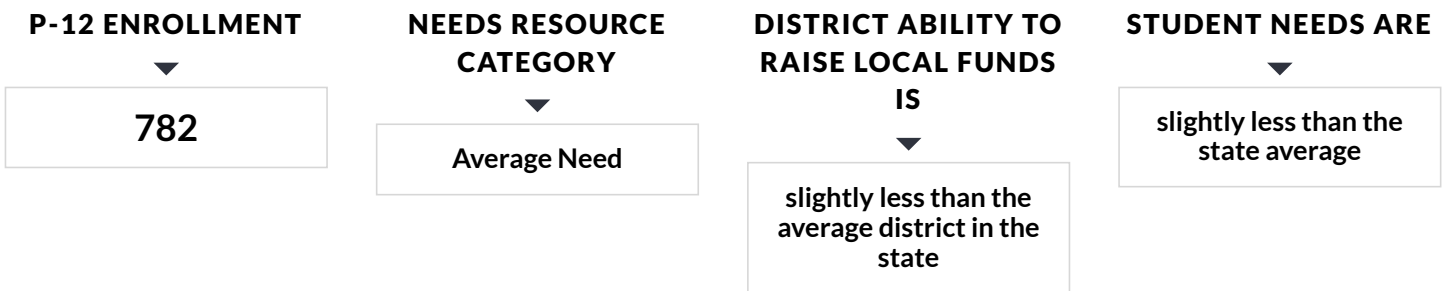 P-12 ENROLLMENT
782
NEEDS RESOURCE
CATEGORY
Average Need
DISTRICT ABILITY TO
RAISE LOCAL FUNDS
IS
slightly less than the
average district in the
state
STUDENT NEEDS ARE
slightly less than the
state average